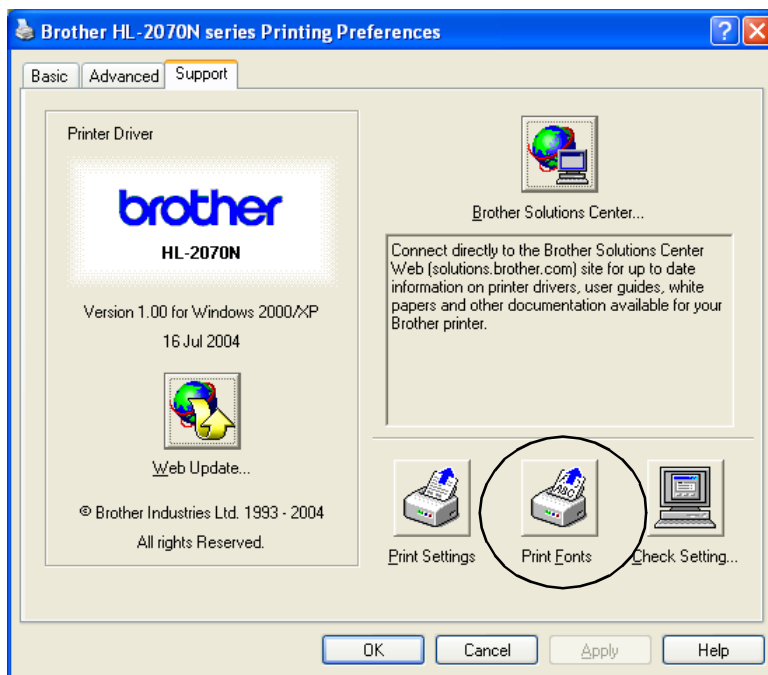 Brother HL-2070N series Printing Preferences
Basic
Advanced
Support
Printer Driver
brother
HL-2070N
Version 1.00 for Windows 2000/XP
16 Jul 2004
Web Update...
© Brother Industries Ltd. 1993 - 2004
All rights Reserved.
Brother Solutions Center...
Connect directly to the Brother Solutions Center
Web (solutions.brother.com) site for up to date
information on printer drivers, user guides, white
papers and other documentation available for your
Brother printer.
ABC
Print Settings
Print Fonts
Check Setting...
OK
Cancel
Apply
Help